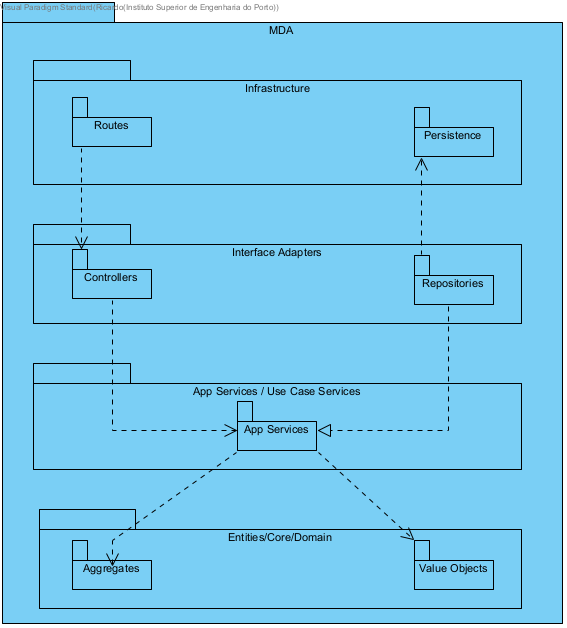 Visual Paradigm Standard(Ricardo(Instituto Superior de Engenharia do Porto))
MDA
Infrastructure
Routes
Persistence
Interface Adapters
Controllers
Repositories
App Services / Use Case Services
App Services
Entities/Core/Domain
Aggregates
Value Objects